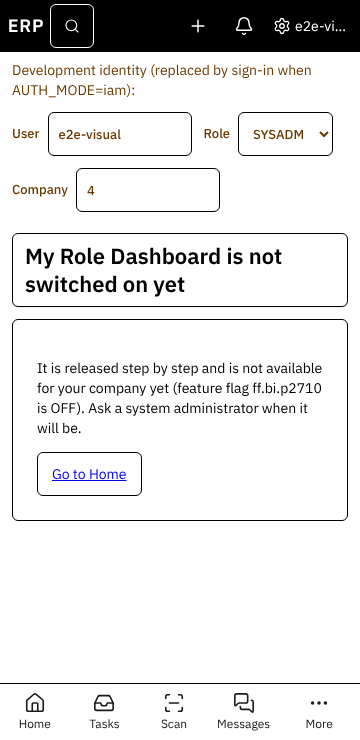 ERP
e2e-vi...
Development identity (replaced by sign-in when
AUTH_MODE=iam):
User e2e-visual Role SYSADM
Company 4
My Role Dashboard is not
switched on yet
It is released step by step and is not available
for your company yet (feature flag ff.bi.p2710
is OFF). Ask a system administrator when it
will be.
Go to Home
Home Tasks Scan Messages More